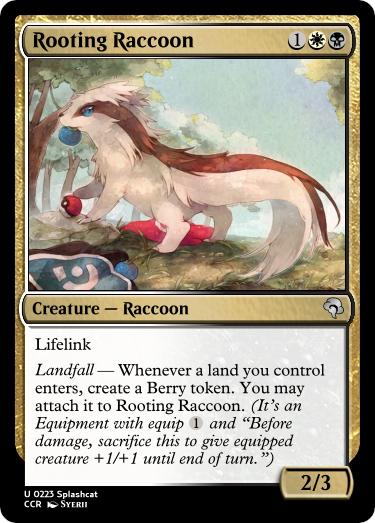 Rooting Raccoon 1
Creature — Raccoon
Lifelink
Landfall — Whenever a land you control
enters, create a Berry token. You may
attach it to Rooting Raccoon. (It's an
Equipment with equip 1 and “Before
damage, sacrifice this to give equipped
creature +1/+1 until end of turn.”)
2/3
U 0223 Splashcat
CCR Syerii